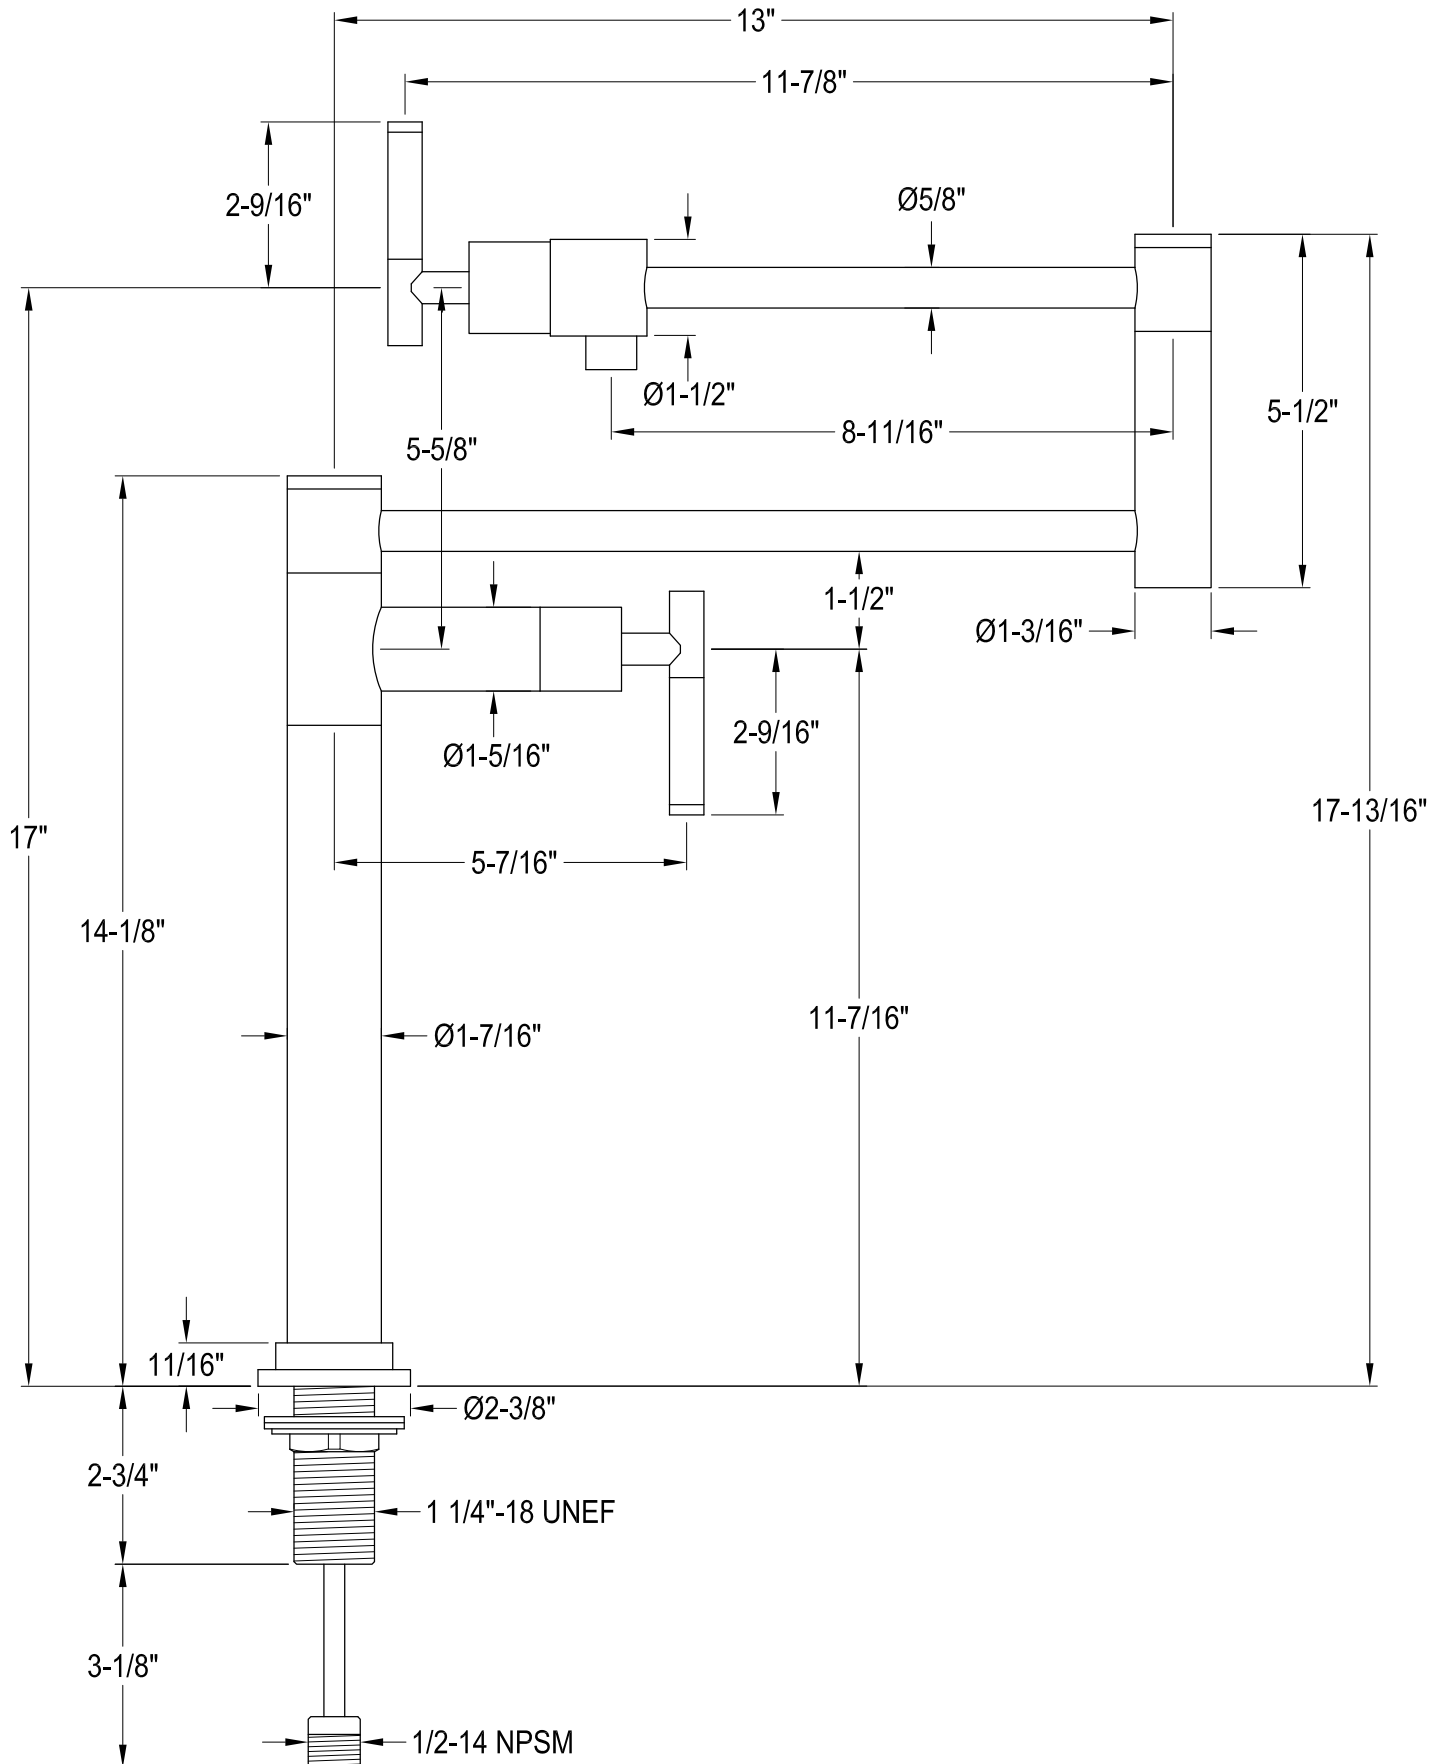 13"
11-7/8"
2-9/16"
Ø5/8"
Ø1-1/2"
5-1/2"
8-11/16"
5-5/8"
1-1/2"
Ø1-3/16"
2-9/16"
Ø1-5/16"
17-13/16"
17"
5-7/16"
14-1/8"
11-7/16"
Ø1-7/16"
11/16"
Ø2-3/8"
2-3/4"
1 1/4"-18 UNEF
3-1/8"
1/2-14 NPSM